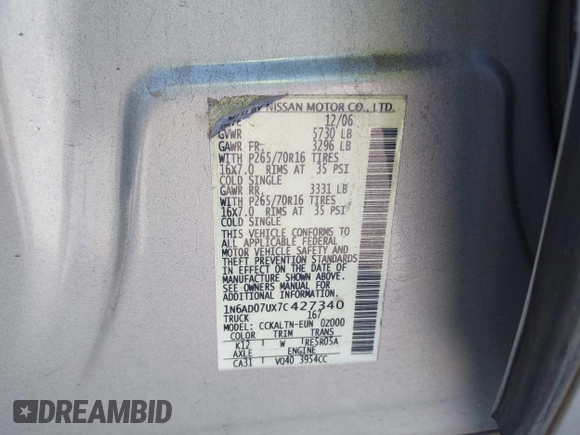 MFD BY NISSAN MOTOR CO., LTD.
DATE 12/06
GVWR 5730 LB
GAWR FR. 3296 LB
WITH P265/70R16 TIRES
16X7.0 RIMS AT 35 PSI
COLD SINGLE
GAWR RR. 3331 LB
WITH P265/70R16 TIRES
16X7.0 RIMS AT 35 PSI
COLD SINGLE
THIS VEHICLE CONFORMS TO
ALL APPLICABLE FEDERAL
MOTOR VEHICLE SAFETY AND
THEFT PREVENTION STANDARDS
IN EFFECT ON THE DATE OF
MANUFACTURE SHOWN ABOVE.
SEE OWNERS MANUAL FOR
ADDITIONAL INFORMATION.
1N6AD07UX7C427340
TRUCK 167
MODEL: CCKALTN-EUN 02000
COLOR TRIM TRANS
K12 W RE5R05A
AXLE ENGINE
CA31 VQ40 3954CC
DREAMBID